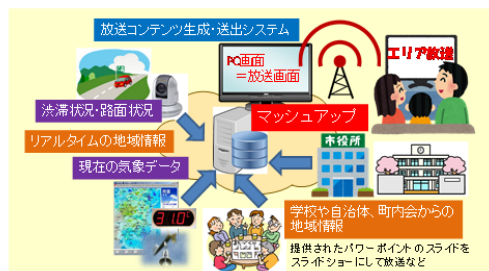 放送コンテンツ生成・送出システム
PC画面
=放送画面
エリア放送
渋滞状況・路面状況
マッシュアップ
リアルタイムの地域情報
市役所
現在の気象データ
31.0°
学校や自治体、町内会からの
地域情報
提供されたパワーポイントのスライドを
スライドショーにして放送など